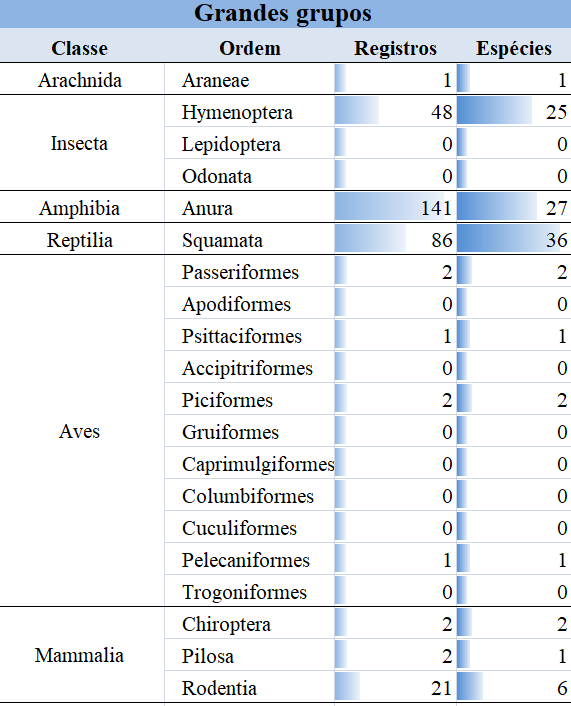 Grandes grupos
Classe Ordem Registros Espécies
Arachnida Araneae 1 1
Hymenoptera 48 25
Insecta Lepidoptera 0 0
Odonata 0 0
Amphibia Anura 141 27
Reptilia Squamata 86 36
Passeriformes 2 2
Apodiformes 0 0
Psittaciformes 1 1
Accipitriformes 0 0
Piciformes 2 2
Aves Gruiformes 0 0
Caprimulgiformes 0 0
Columbiformes 0 0
Cuculiformes 0 0
Pelecaniformes 1 1
Trogoniformes 0 0
Chiroptera 2 2
Mammalia Pilosa 2 1
Rodentia 21 6